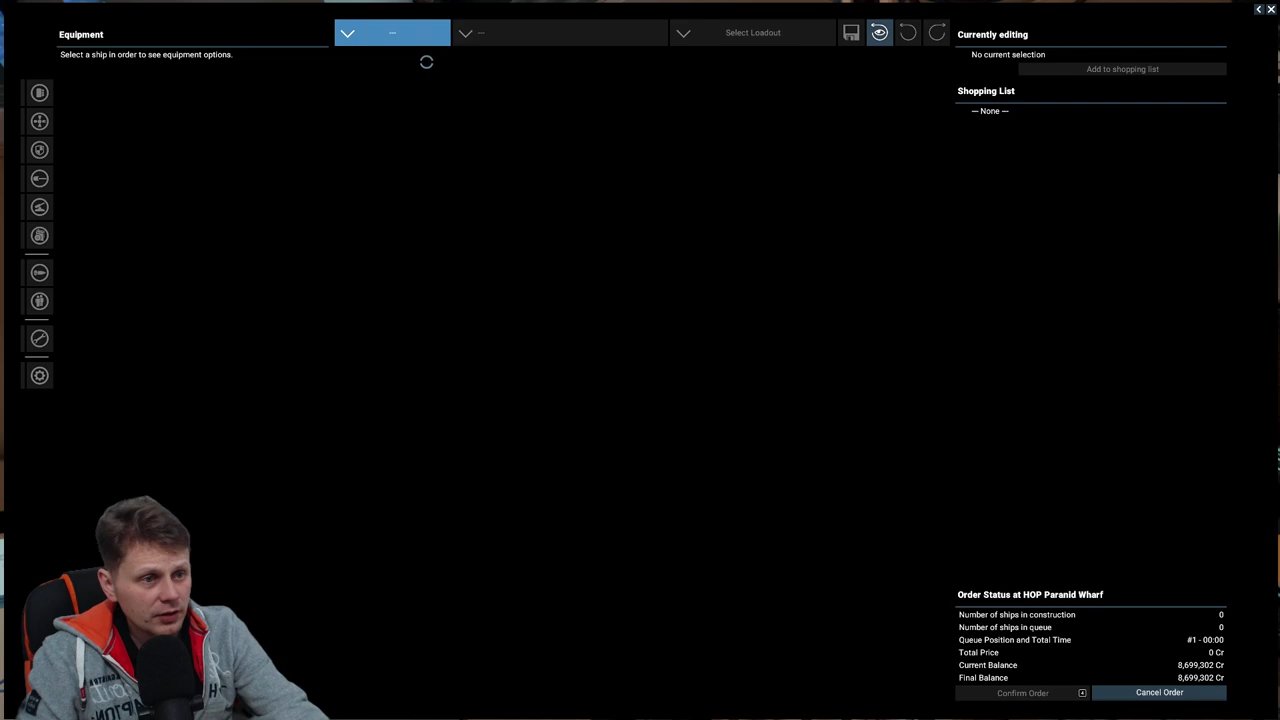 Equipment
Select a ship in order to see equipment options.
---
---
Select Loadout
Currently editing
No current selection
Add to shopping list
Shopping List
--- None ---
Order Status at HOP Paranid Wharf
Number of ships in construction 0
Number of ships in queue 0
Queue Position and Total Time #1 - 00:00
Total Price 0 Cr
Current Balance 8,699,302 Cr
Final Balance 8,699,302 Cr
Confirm Order
Cancel Order